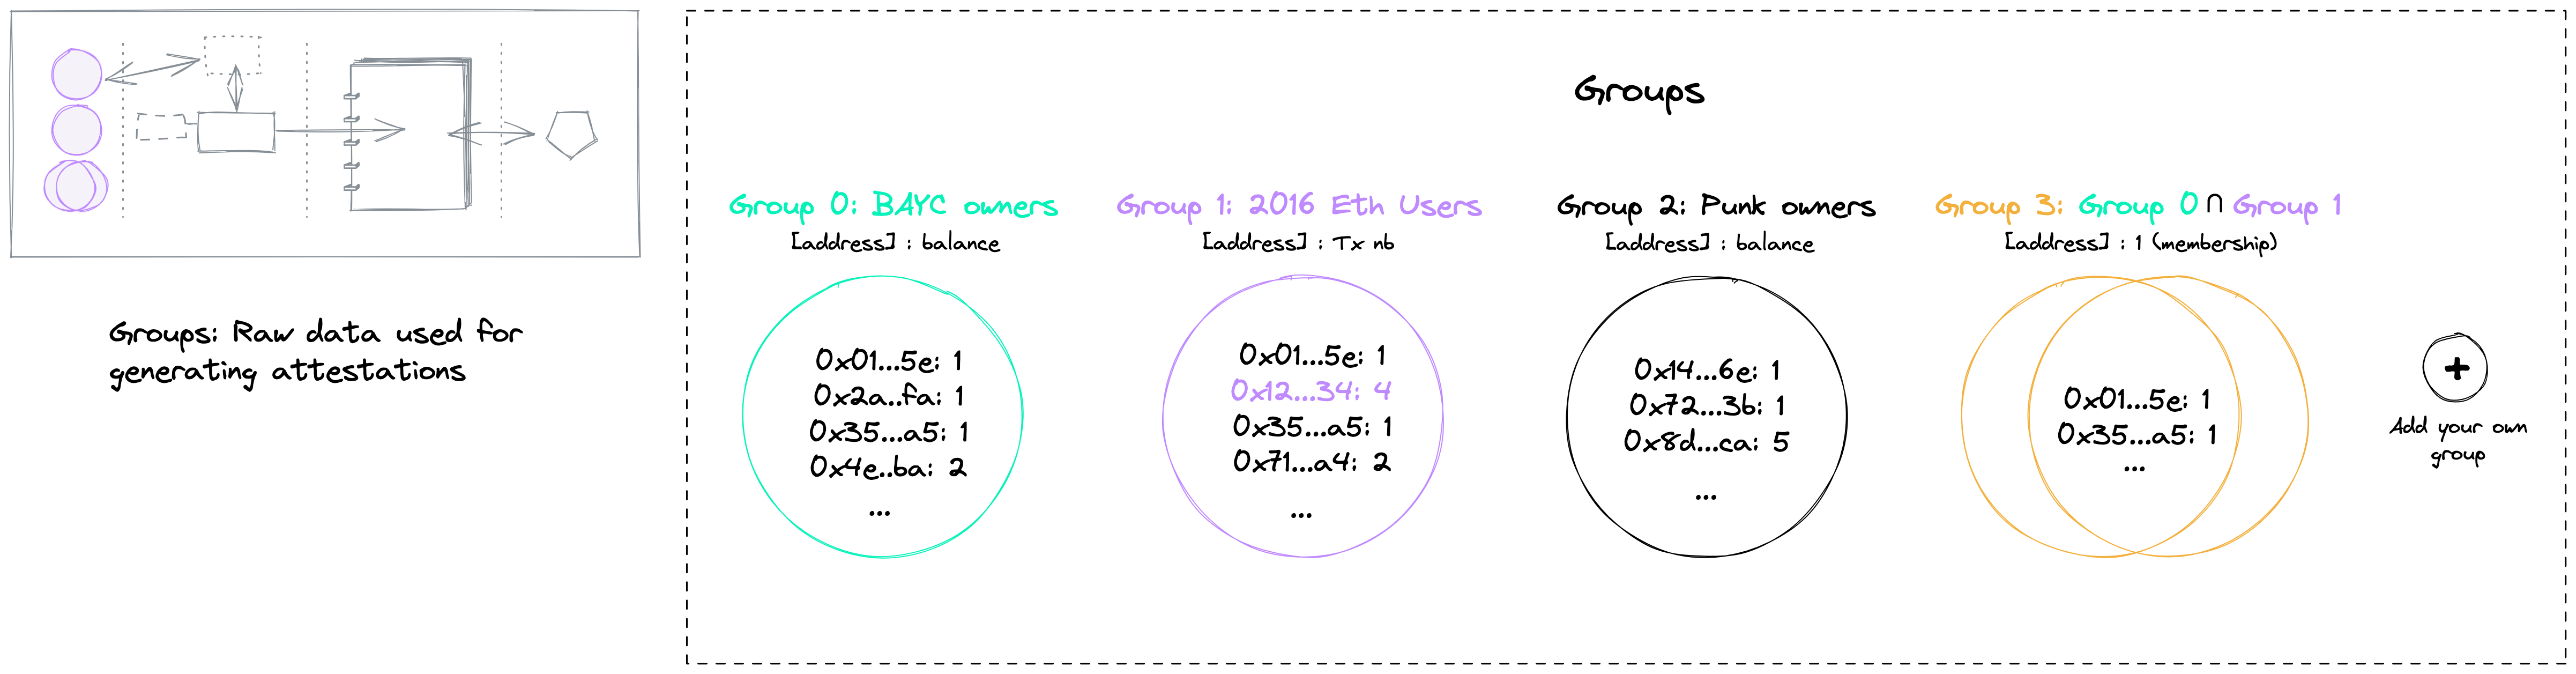 Groups: Raw data used for
generating attestations
Groups
Group 0: BAYC owners
[address] : balance
0x01...5e: 1
0x2a..fa: 1
0x35...a5: 1
0x4e..ba: 2
...
Group 1: 2016 Eth Users
[address] : Tx nb
0x01...5e: 1
0x12...34: 4
0x35...a5: 1
0x71...a4: 2
...
Group 2: Punk owners
[address] : balance
0x14...6e: 1
0x72...3b: 1
0x8d...ca: 5
...
Group 3: Group 0 ∩ Group 1
[address] : 1 (membership)
0x01...5e: 1
0x35...a5: 1
...
+
Add your own
group